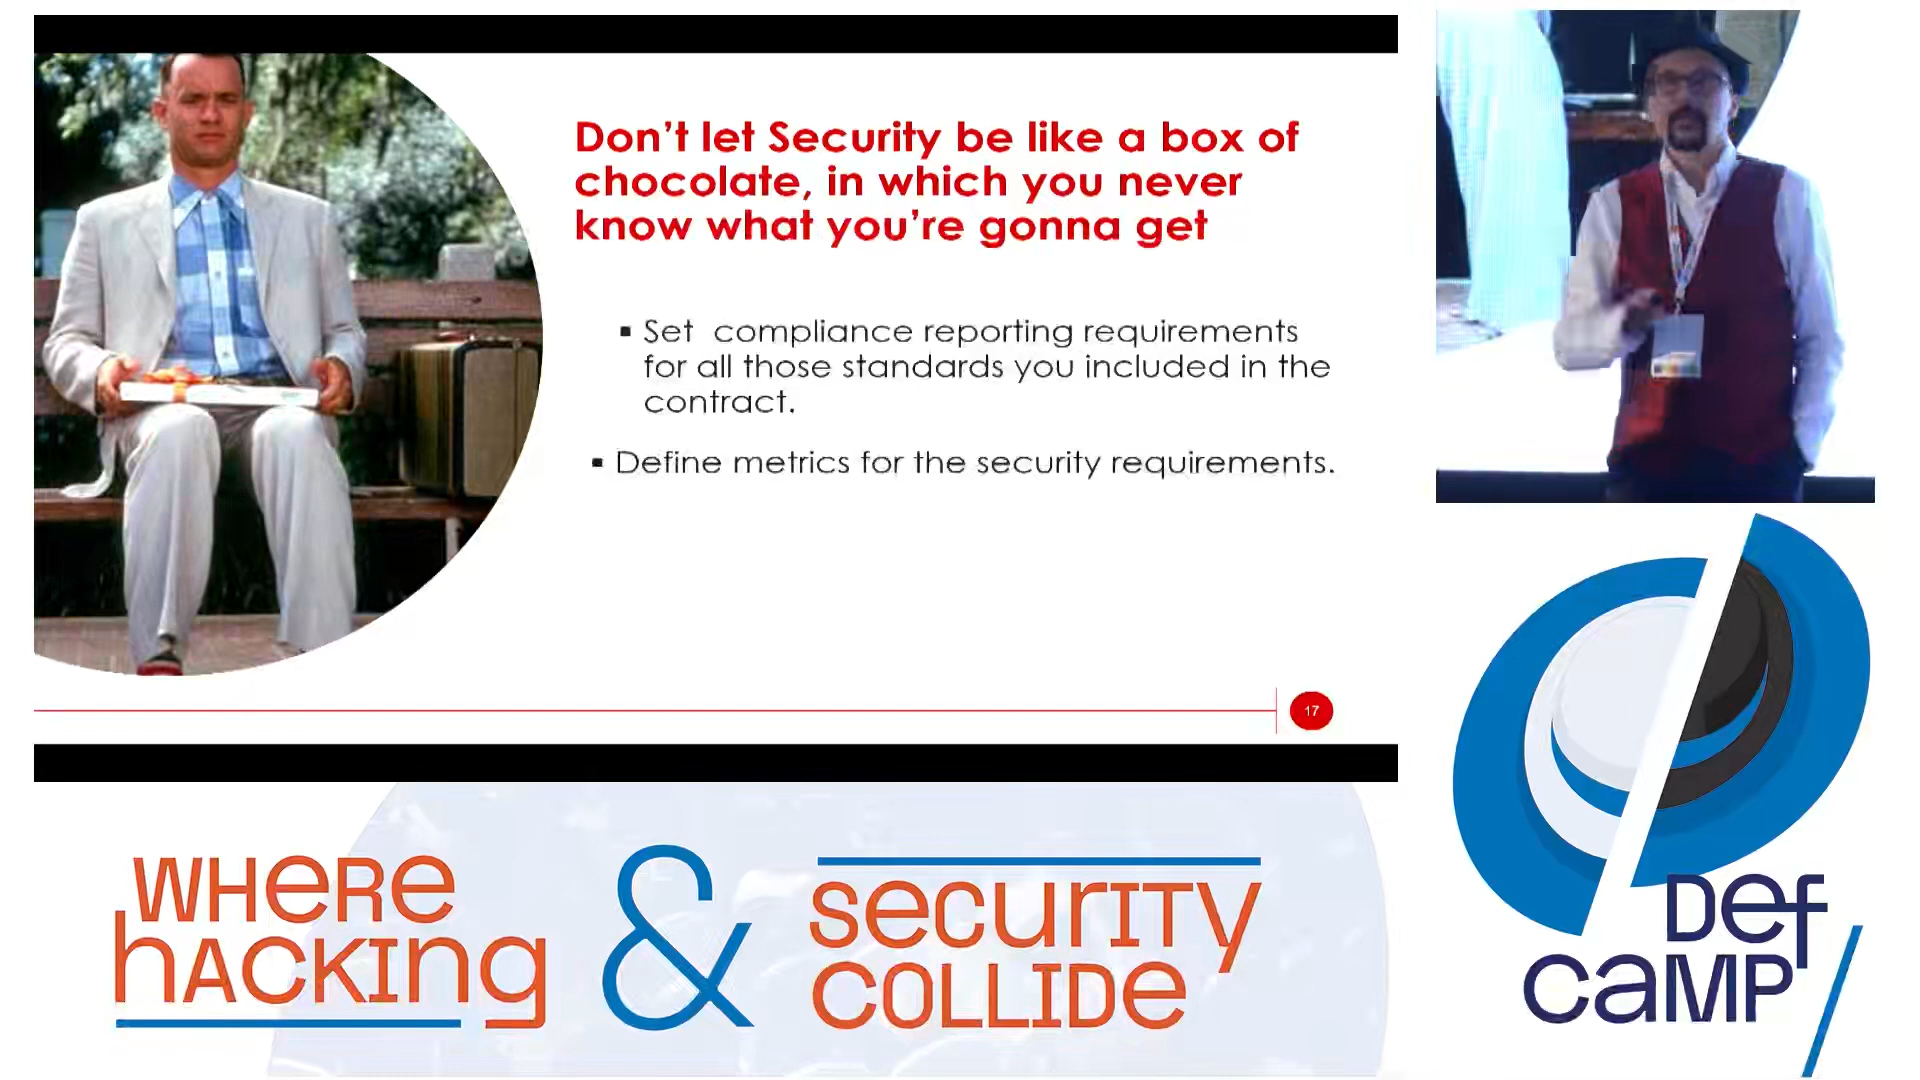 Don't let Security be like a box of
chocolate, in which you never
know what you're gonna get
▪ Set compliance reporting requirements
for all those standards you included in the
contract.
▪ Define metrics for the security requirements.
17
WHERE
HACKING
&
SECURITY
COLLIDE
DEF
CAMP